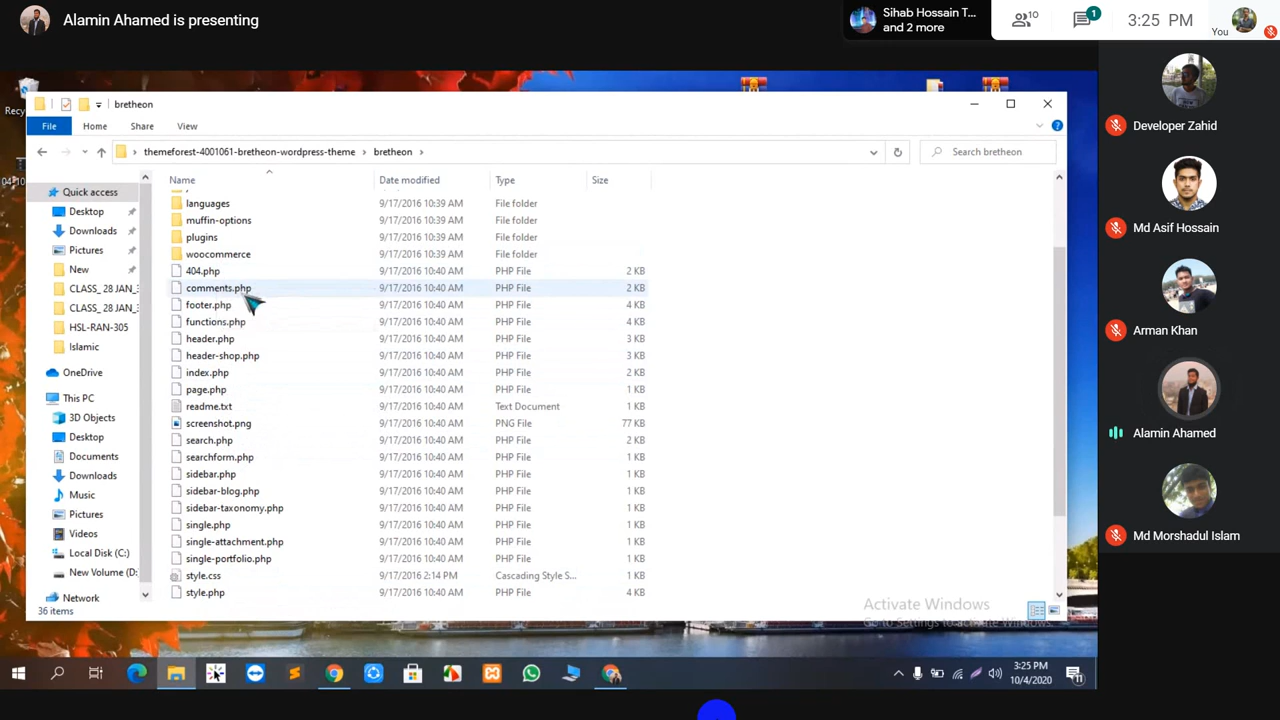 Alamin Ahamed is presenting
Sihab Hossain T...
and 2 more
10
1
3:25 PM
You
bretheon
File
Home
Share
View
themeforest-4001061-bretheon-wordpress-theme
bretheon
Search bretheon
Name
Date modified
Type
Size
Quick access
Desktop
Downloads
Pictures
New
CLASS_ 28 JAN_3
CLASS_ 28 JAN_3
HSL-RAN-305
Islamic
OneDrive
This PC
3D Objects
Desktop
Documents
Downloads
Music
Pictures
Videos
Local Disk (C:)
New Volume (D:
Network
languages 9/17/2016 10:39 AM File folder
muffin-options 9/17/2016 10:39 AM File folder
plugins 9/17/2016 10:39 AM File folder
woocommerce 9/17/2016 10:39 AM File folder
404.php 9/17/2016 10:40 AM PHP File 2 KB
comments.php 9/17/2016 10:40 AM PHP File 2 KB
footer.php 9/17/2016 10:40 AM PHP File 4 KB
functions.php 9/17/2016 10:40 AM PHP File 4 KB
header.php 9/17/2016 10:40 AM PHP File 3 KB
header-shop.php 9/17/2016 10:40 AM PHP File 3 KB
index.php 9/17/2016 10:40 AM PHP File 2 KB
page.php 9/17/2016 10:40 AM PHP File 1 KB
readme.txt 9/17/2016 10:40 AM Text Document 1 KB
screenshot.png 9/17/2016 10:40 AM PNG File 77 KB
search.php 9/17/2016 10:40 AM PHP File 2 KB
searchform.php 9/17/2016 10:40 AM PHP File 1 KB
sidebar.php 9/17/2016 10:40 AM PHP File 1 KB
sidebar-blog.php 9/17/2016 10:40 AM PHP File 1 KB
sidebar-taxonomy.php 9/17/2016 10:40 AM PHP File 1 KB
single.php 9/17/2016 10:40 AM PHP File 1 KB
single-attachment.php 9/17/2016 10:40 AM PHP File 1 KB
single-portfolio.php 9/17/2016 10:40 AM PHP File 1 KB
style.css 9/17/2016 2:14 PM Cascading Style S... 1 KB
style.php 9/17/2016 10:40 AM PHP File 4 KB
36 items
Activate Windows
Go to Settings to activate Windows.
3:25 PM
10/4/2020
Developer Zahid
Md Asif Hossain
Arman Khan
Alamin Ahamed
Md Morshadul Islam